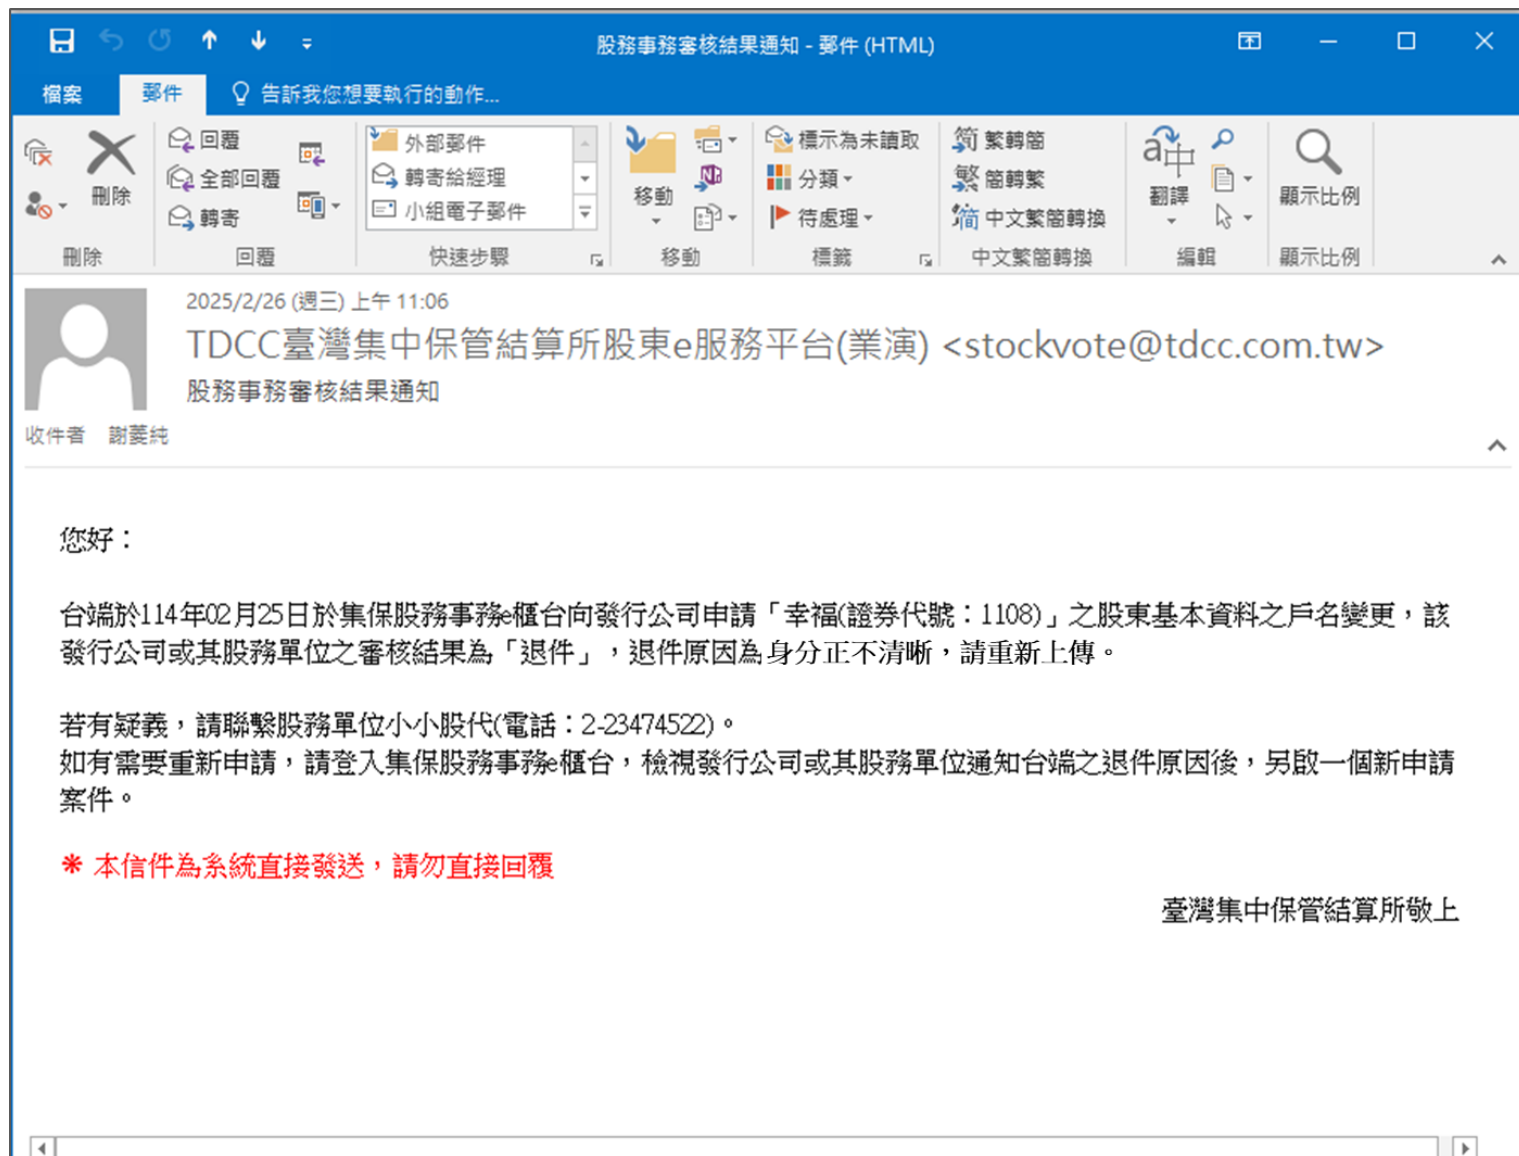 股務事務審核結果通知 - 郵件 (HTML)
檔案 郵件 告訴我您想要執行的動作...
刪除
回覆
全部回覆
轉寄
外部郵件
轉寄給經理
小組電子郵件
移動
標示為未讀取
分類
待處理
繁轉簡
簡轉繁
中文繁簡轉換
翻譯
顯示比例
刪除 回覆 快速步驟 移動 標籤 中文繁簡轉換 編輯 顯示比例
2025/2/26 (週三) 上午 11:06
TDCC臺灣集中保管結算所股東e服務平台(業演) <stockvote@tdcc.com.tw>
股務事務審核結果通知
收件者 謝菱純
您好：
台端於114年02月25日於集保股務事務e櫃台向發行公司申請「幸福(證券代號：1108)」之股東基本資料之戶名變更，該
發行公司或其股務單位之審核結果為「退件」，退件原因為身分正不清晰，請重新上傳。
若有疑義，請聯繫股務單位小小股代(電話：2-23474522)。
如有需要重新申請，請登入集保股務事務e櫃台，檢視發行公司或其股務單位通知台端之退件原因後，另啟一個新申請
案件。
* 本信件為系統直接發送，請勿直接回覆
臺灣集中保管結算所敬上